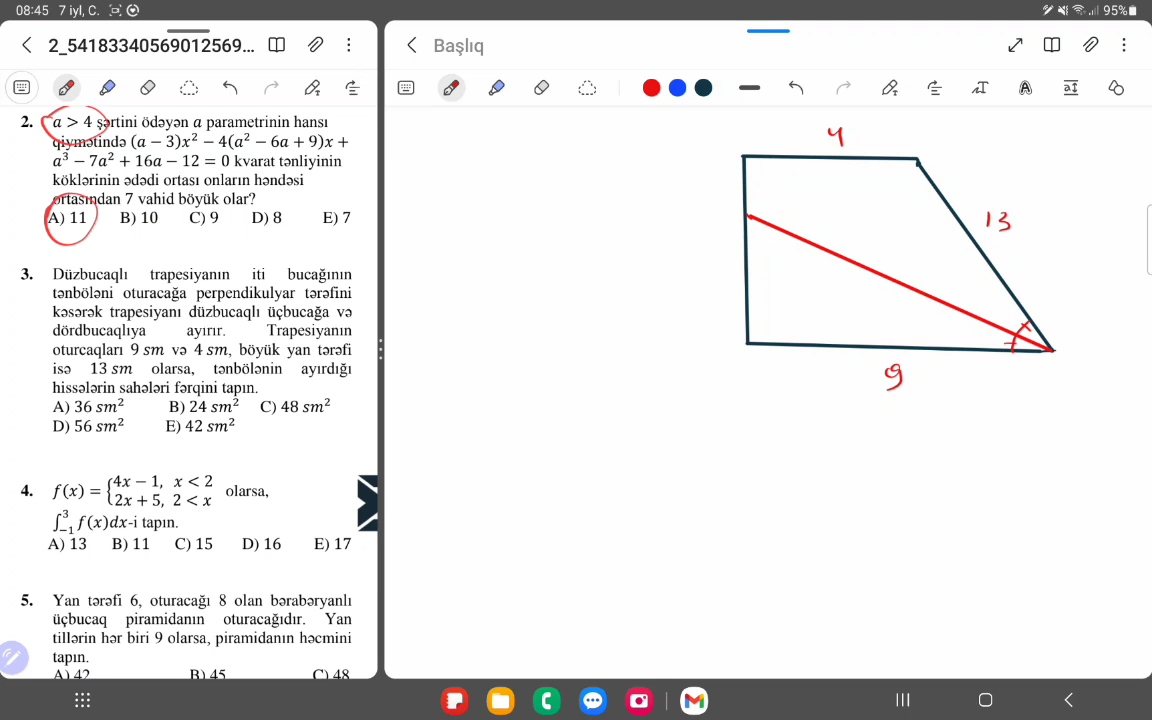 08:45 7 iyl, C. 95%
2_54183340569012569...
Başlıq
2. a > 4 şərtini ödəyən a parametrinin hansı
qiymətində (a − 3)x² − 4(a² − 6a + 9)x +
a³ − 7a² + 16a − 12 = 0 kvarat tənliyinin
köklərinin ədədi ortası onların həndəsi
ortasından 7 vahid böyük olar?
A) 11 B) 10 C) 9 D) 8 E) 7
3. Düzbucaqlı trapesiyanın iti bucağının
tənböləni oturacağa perpendikulyar tərəfini
kəsərək trapesiyanı düzbucaqlı üçbucağa və
dördbucaqlıya ayırır. Trapesiyanın
oturcaqları 9 sm və 4 sm, böyük yan tərəfi
isə 13 sm olarsa, tənbölənin ayırdığı
hissələrin sahələri fərqini tapın.
A) 36 sm² B) 24 sm² C) 48 sm²
D) 56 sm² E) 42 sm²
4. f(x) = {4x − 1, x < 2
2x + 5, 2 < x olarsa,
∫₋₁³ f(x)dx-i tapın.
A) 13 B) 11 C) 15 D) 16 E) 17
5. Yan tərəfi 6, oturacağı 8 olan bərabəryanlı
üçbucaq piramidanın oturacağıdır. Yan
tillərin hər biri 9 olarsa, piramidanın həcmini
tapın.
A) 42 B) 45 C) 48
4
13
9